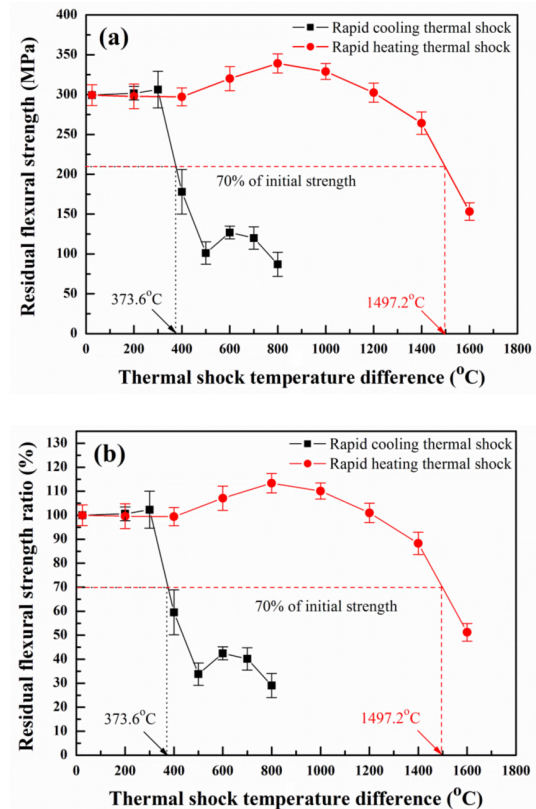 (a)
Rapid cooling thermal shock
Rapid heating thermal shock
Residual flexural strength (MPa)
400
350
300
250
200
150
100
50
0
70% of initial strength
373.6°C
1497.2°C
0 200 400 600 800 1000 1200 1400 1600 1800
Thermal shock temperature difference (°C)
(b)
Rapid cooling thermal shock
Rapid heating thermal shock
Residual flexural strength ratio (%)
130
120
110
100
90
80
70
60
50
40
30
20
10
0
70% of initial strength
373.6°C
1497.2°C
0 200 400 600 800 1000 1200 1400 1600 1800
Thermal shock temperature difference (°C)